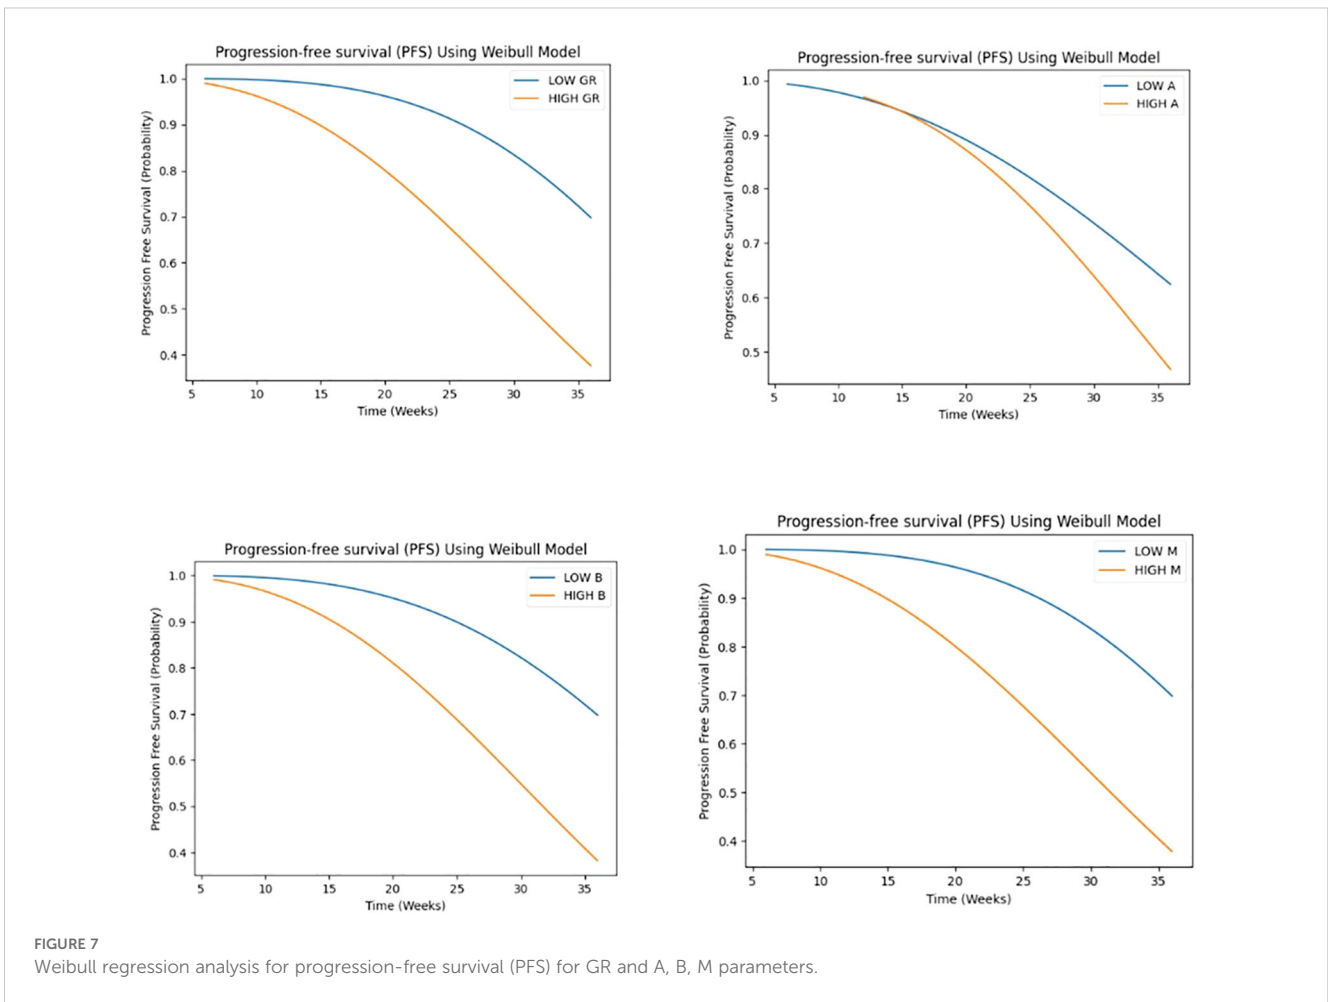 Progression-free survival (PFS) Using Weibull Model
LOW GR
HIGH GR
Progression Free Survival (Probability)
1.0
0.9
0.8
0.7
0.6
0.5
0.4
5 10 15 20 25 30 35
Time (Weeks)
Progression-free survival (PFS) Using Weibull Model
LOW A
HIGH A
Progression Free Survival (Probability)
1.0
0.9
0.8
0.7
0.6
0.5
5 10 15 20 25 30 35
Time (Weeks)
Progression-free survival (PFS) Using Weibull Model
LOW B
HIGH B
Progression Free Survival (Probability)
1.0
0.9
0.8
0.7
0.6
0.5
0.4
5 10 15 20 25 30 35
Time (Weeks)
Progression-free survival (PFS) Using Weibull Model
LOW M
HIGH M
Progression Free Survival (Probability)
1.0
0.9
0.8
0.7
0.6
0.5
0.4
5 10 15 20 25 30 35
Time (Weeks)
FIGURE 7
Weibull regression analysis for progression-free survival (PFS) for GR and A, B, M parameters.